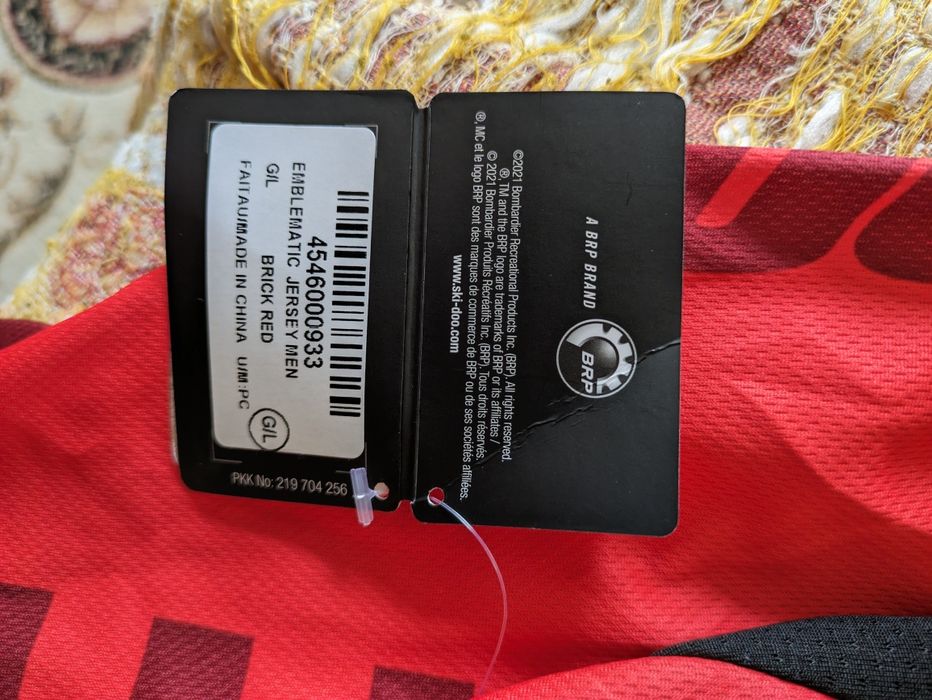 4546000933
EMBLEMATIC JERSEY MEN
G/L BRICK RED
FAITAU/MADE IN CHINA U/M:PC
G/L
PKK No: 219 704 256
A BRP BRAND
BRP
©2021 Bombardier Recreational Products Inc. (BRP). All rights reserved.
®, TM and the BRP logo are trademarks of BRP or its affiliates /
© 2021 Bombardier Produits Récréatifs Inc. (BRP). Tous droits réservés.
®, MC et le logo BRP sont des marques de commerce de BRP ou de ses sociétés affiliées.
www.ski-doo.com